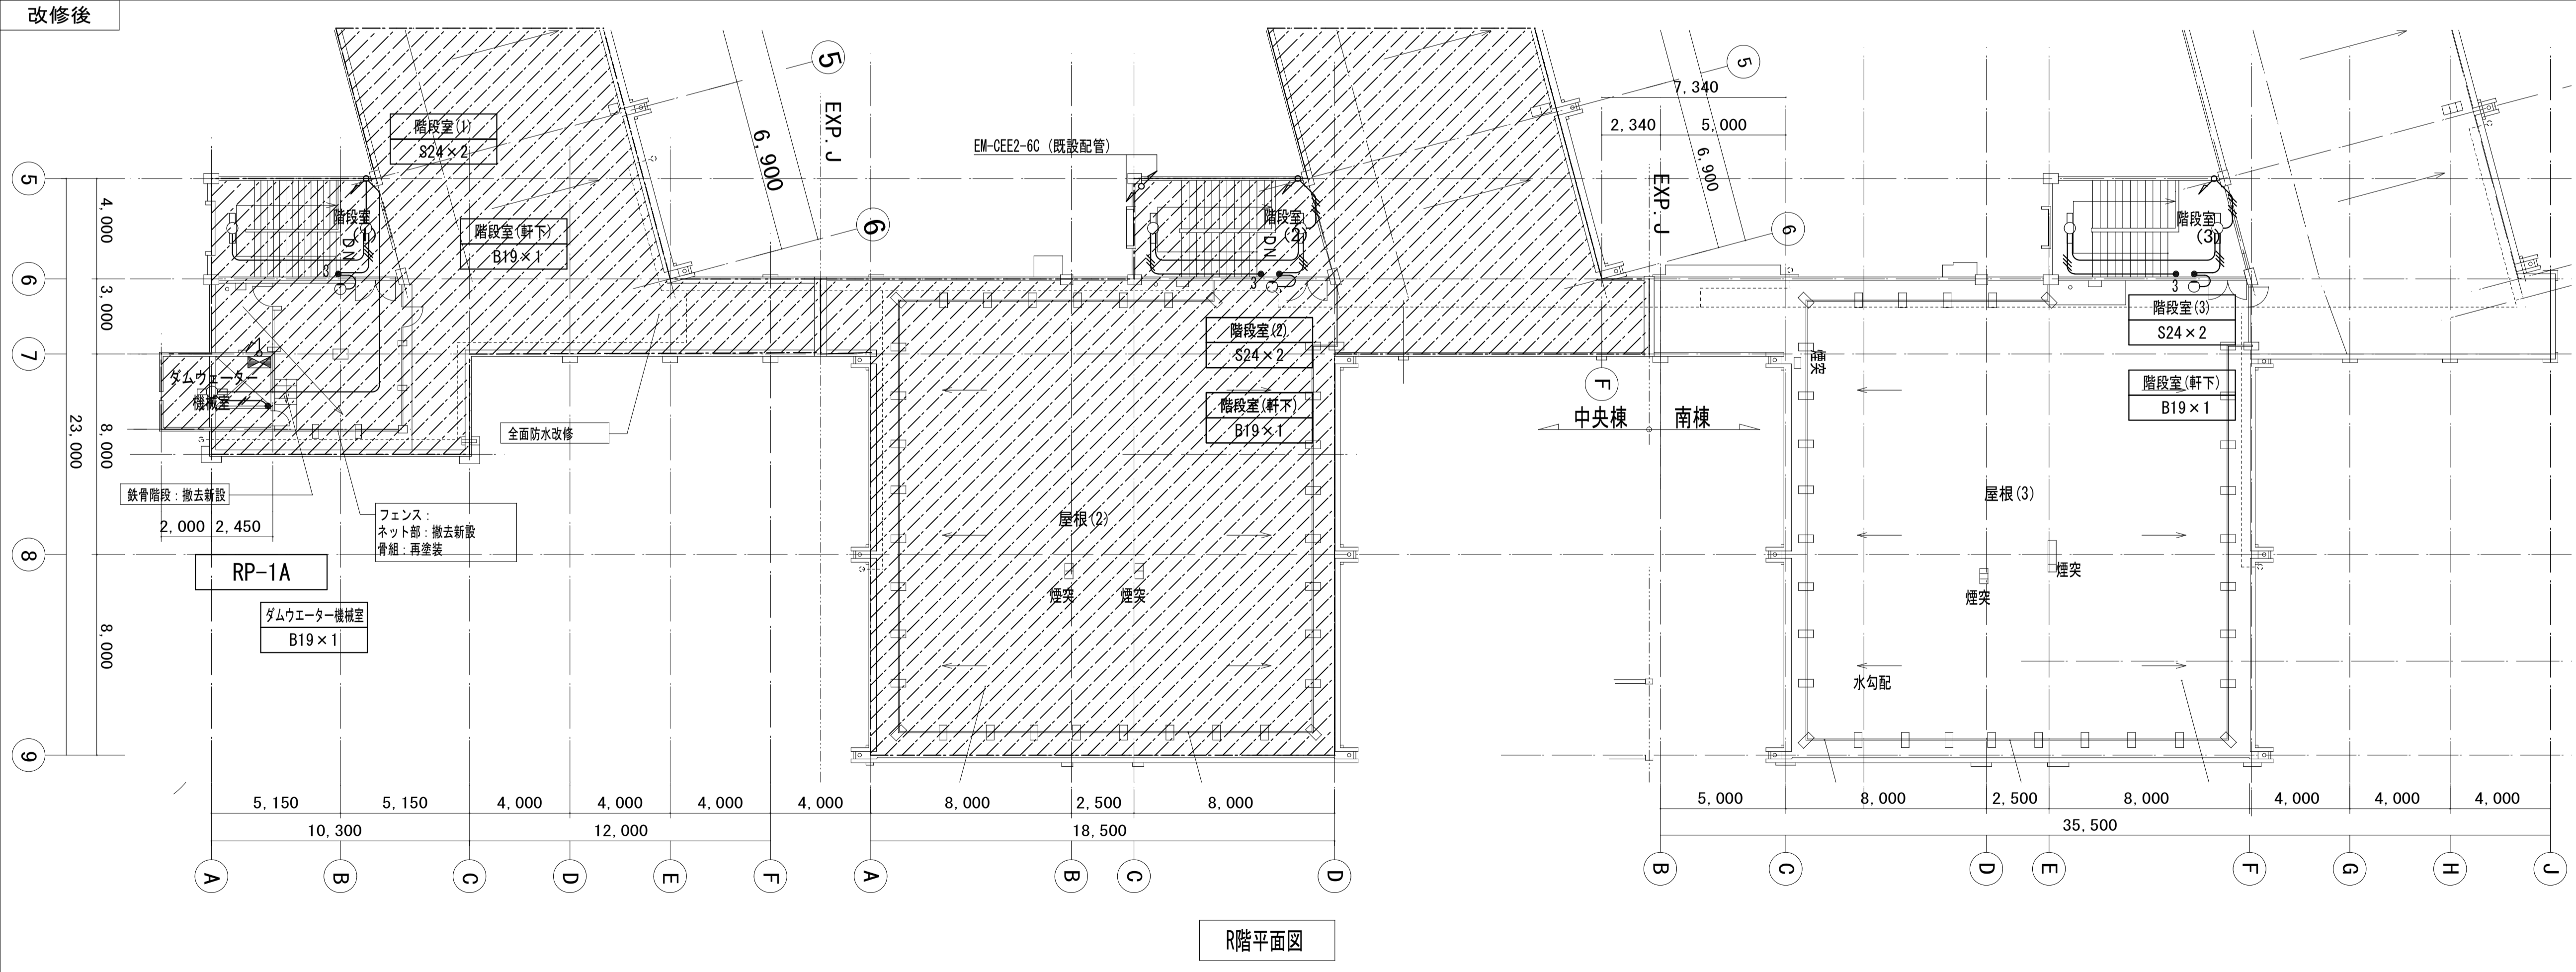 改修後
階段室(1)
S24×2
階段室(軒下)
B19×1
5
EXP. J
6,900
6
EM-CEE2-6C (既設配管)
5
7,340
2,340
5,000
6,900
EXP. J
6
5
6
7
8
9
4,000
3,000
8,000
8,000
23,000
階段室
(1)
DN
3
階段室
(2)
DN
3
階段室
(3)
3
階段室(2)
S24×2
階段室(軒下)
B19×1
階段室(3)
S24×2
階段室(軒下)
B19×1
ダムウェーター
機械室
全面防水改修
鉄骨階段：撤去新設
フェンス：
ネット部：撤去新設
骨組：再塗装
2,000
2,450
RP-1A
ダムウエーター機械室
B19×1
屋根(2)
煙突
煙突
F
中央棟
南棟
煙突
屋根(3)
煙突
煙突
水勾配
5,150
5,150
4,000
4,000
4,000
4,000
8,000
2,500
8,000
10,300
12,000
18,500
5,000
8,000
2,500
8,000
4,000
4,000
4,000
35,500
A
B
C
D
E
F
A
B
C
D
B
C
D
E
F
G
H
J
R階平面図